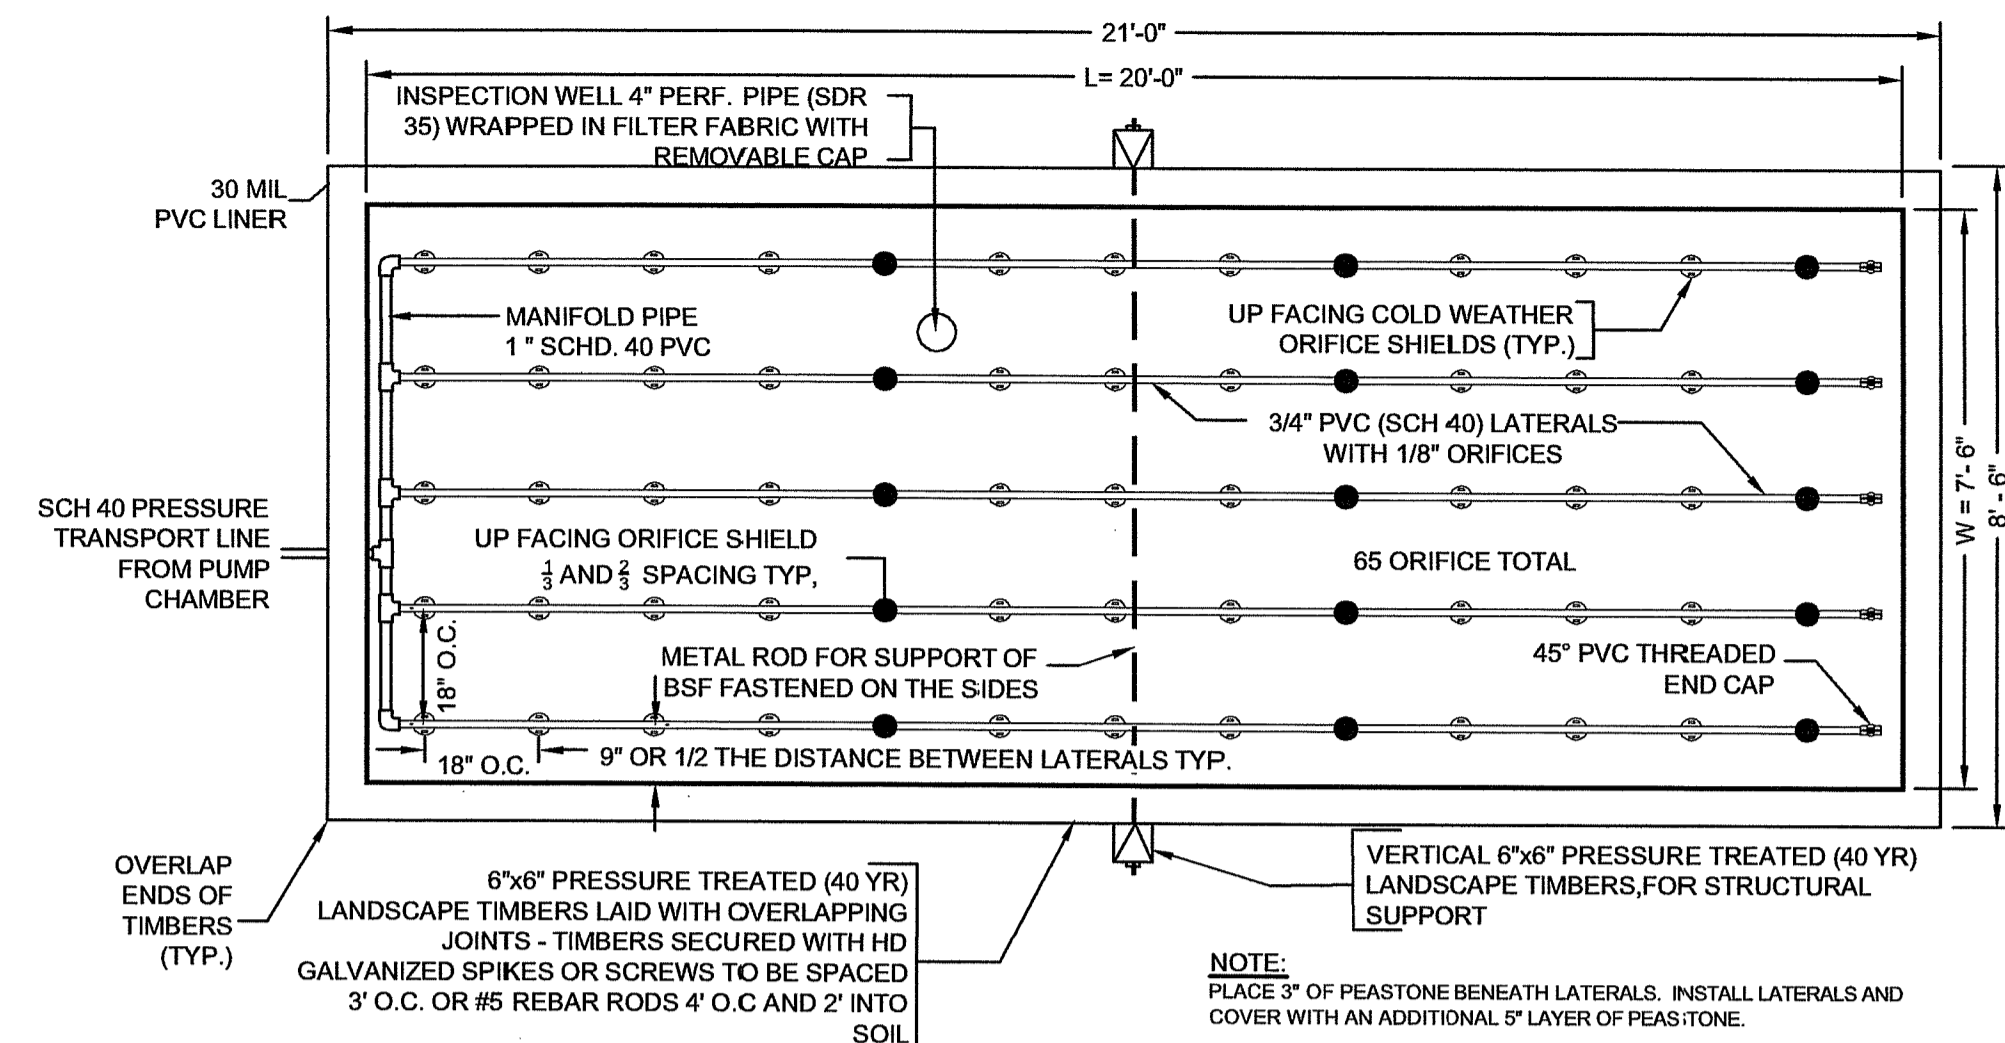 21'-0"
L= 20'-0"
INSPECTION WELL 4" PERF. PIPE (SDR
35) WRAPPED IN FILTER FABRIC WITH
REMOVABLE CAP
30 MIL
PVC LINER
MANIFOLD PIPE
1 " SCHD. 40 PVC
UP FACING COLD WEATHER
ORIFICE SHIELDS (TYP.)
3/4" PVC (SCH 40) LATERALS
WITH 1/8" ORIFICES
W = 7'- 6"
8' - 6"
SCH 40 PRESSURE
TRANSPORT LINE
FROM PUMP
CHAMBER
UP FACING ORIFICE SHIELD
1/3 AND 2/3 SPACING TYP,
65 ORIFICE TOTAL
18" O.C.
METAL ROD FOR SUPPORT OF
BSF FASTENED ON THE SIDES
45° PVC THREADED
END CAP
18" O.C.
9" OR 1/2 THE DISTANCE BETWEEN LATERALS TYP.
OVERLAP
ENDS OF
TIMBERS
(TYP.)
6"x6" PRESSURE TREATED (40 YR)
LANDSCAPE TIMBERS LAID WITH OVERLAPPING
JOINTS - TIMBERS SECURED WITH HD
GALVANIZED SPIKES OR SCREWS TO BE SPACED
3' O.C. OR #5 REBAR RODS 4' O.C AND 2' INTO
SOIL
VERTICAL 6"x6" PRESSURE TREATED (40 YR)
LANDSCAPE TIMBERS,FOR STRUCTURAL
SUPPORT
NOTE:
PLACE 3" OF PEASTONE BENEATH LATERALS. INSTALL LATERALS AND
COVER WITH AN ADDITIONAL 5" LAYER OF PEASTONE.